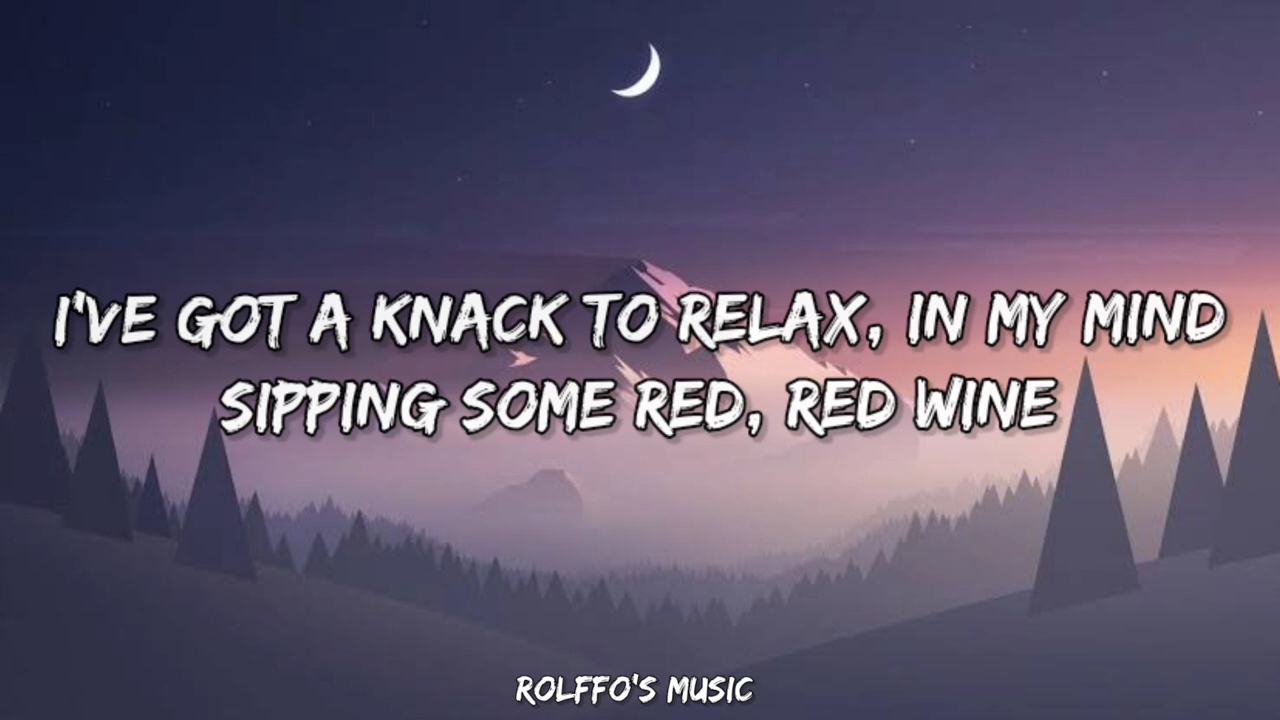 I'VE GOT A KNACK TO RELAX, IN MY MIND
SIPPING SOME RED, RED WINE
ROLFFO'S MUSIC